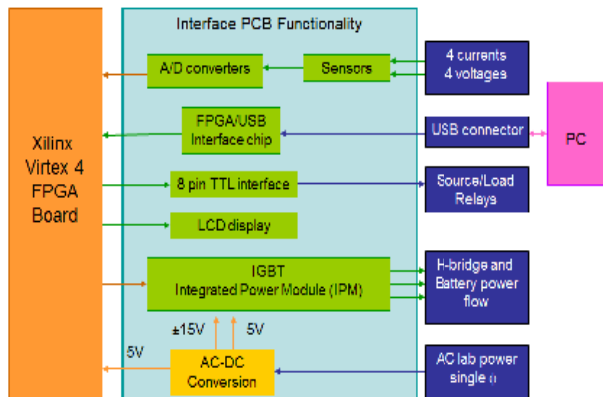 Interface PCB Functionality
A/D converters
Sensors
4 currents
4 voltages
FPGA/USB
Interface chip
USB connector
PC
Xilinx
Virtex 4
FPGA
Board
8 pin TTL interface
Source/Load
Relays
LCD display
IGBT
Integrated Power Module (IPM)
H-bridge and
Battery power
flow
±15V
5V
5V
AC-DC
Conversion
AC lab power
single